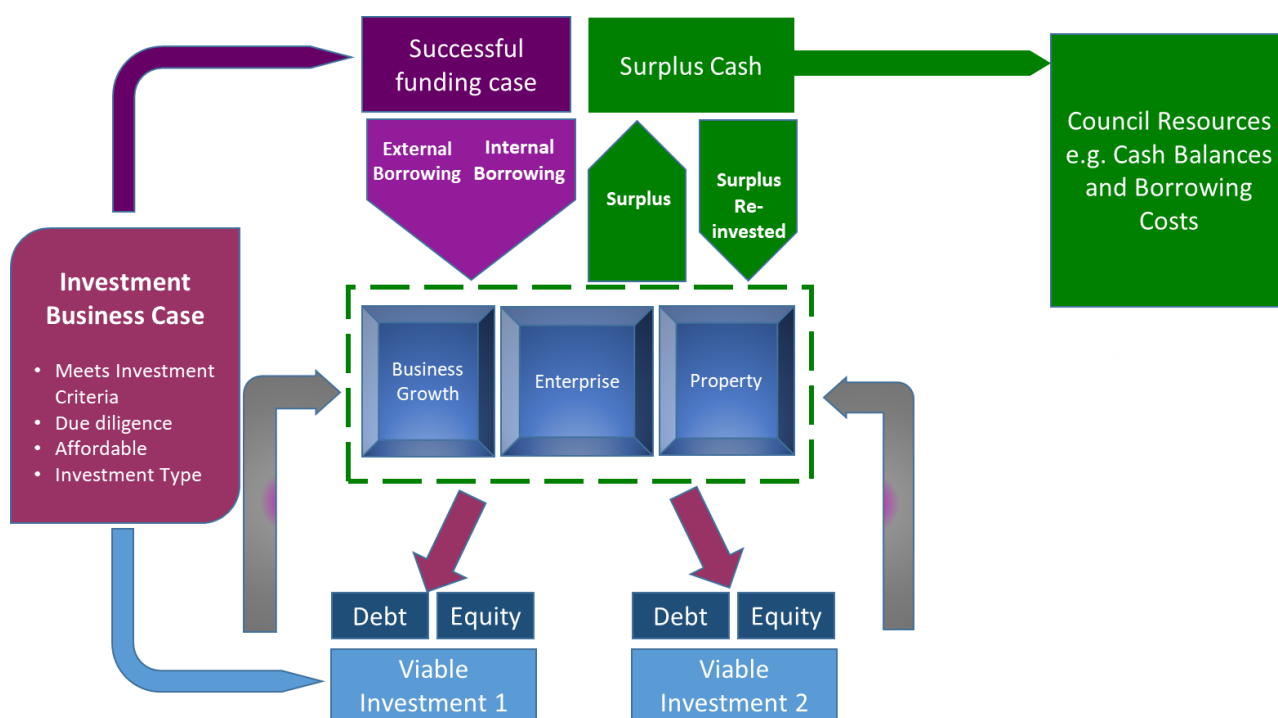 Successful
funding case
Surplus Cash
Council Resources
e.g. Cash Balances
and Borrowing
Costs
External
Borrowing
Internal
Borrowing
Surplus
Surplus
Re-
invested
Investment
Business Case
• Meets Investment
Criteria
• Due diligence
• Affordable
• Investment Type
Business
Growth
Enterprise
Property
Debt
Equity
Viable
Investment 1
Debt
Equity
Viable
Investment 2